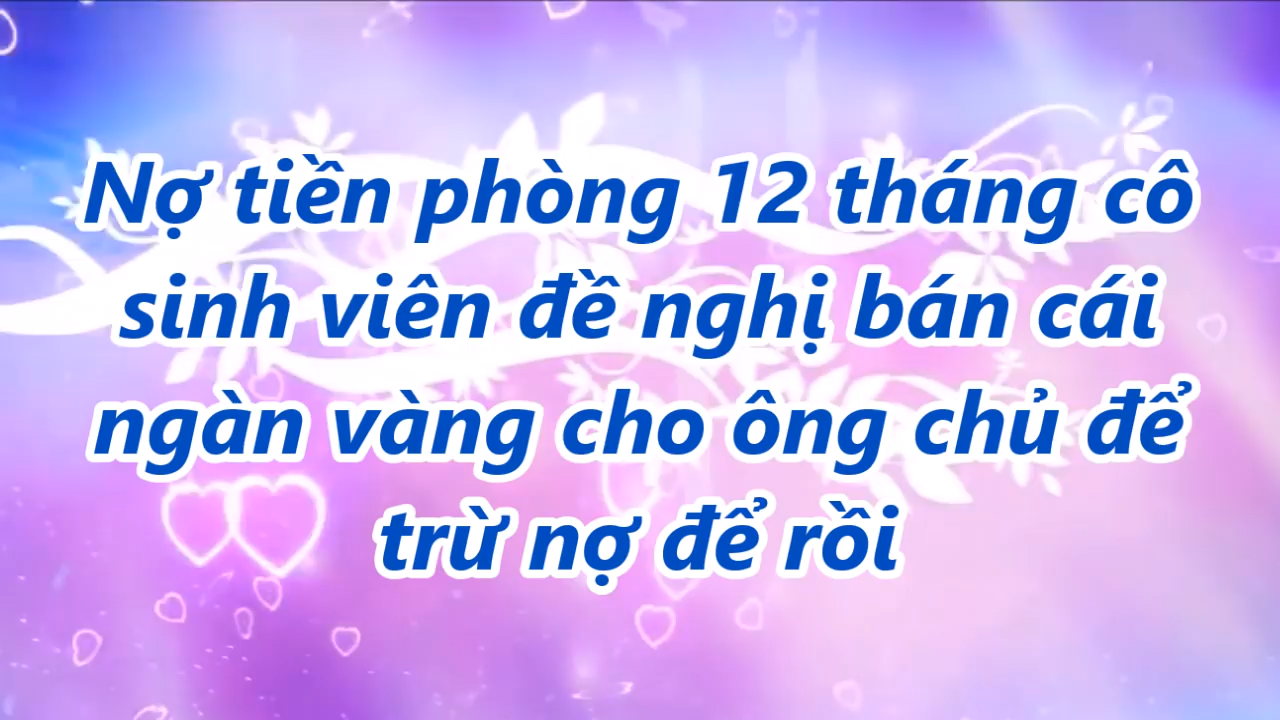 Nợ tiền phòng 12 tháng cô
sinh viên đề nghị bán cái
ngàn vàng cho ông chủ để
trừ nợ để rồi